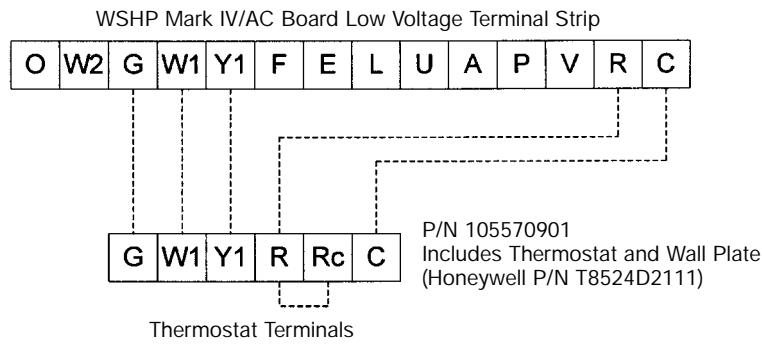 WSHP Mark IV/AC Board Low Voltage Terminal Strip
O W2 G W1 Y1 F E L U A P V R C
G W1 Y1 R Rc C
P/N 105570901
Includes Thermostat and Wall Plate
(Honeywell P/N T8524D2111)
Thermostat Terminals